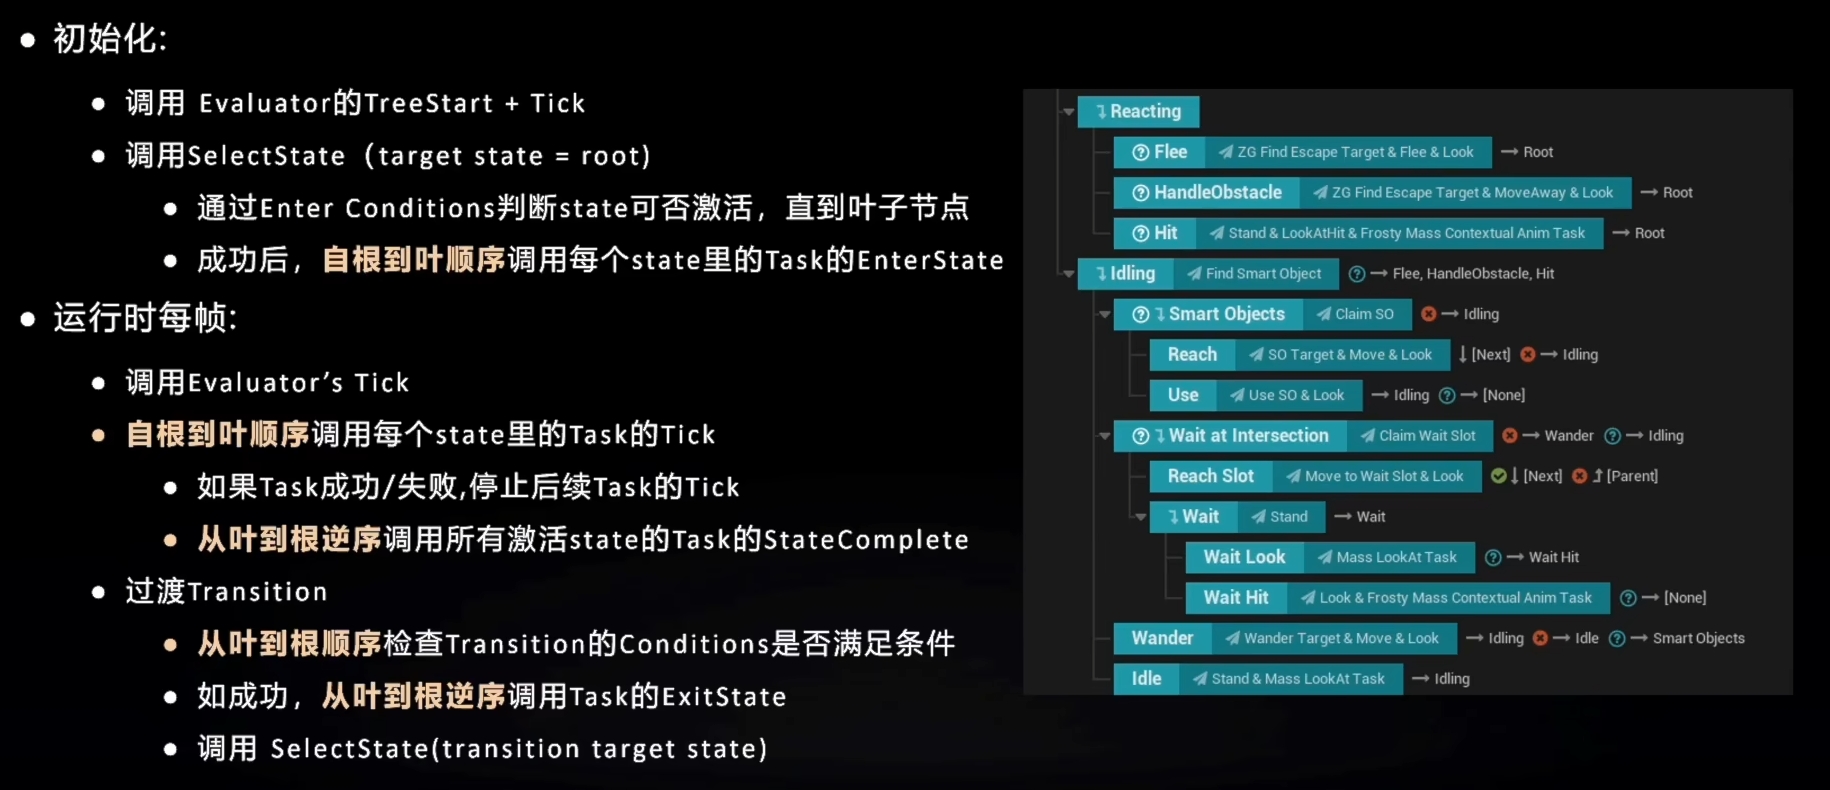 初始化:
调用 Evaluator的TreeStart + Tick
调用SelectState（target state = root)
通过Enter Conditions判断state可否激活，直到叶子节点
成功后，自根到叶顺序调用每个state里的Task的EnterState
运行时每帧:
调用Evaluator's Tick
自根到叶顺序调用每个state里的Task的Tick
如果Task成功/失败,停止后续Task的Tick
从叶到根逆序调用所有激活state的Task的StateComplete
过渡Transition
从叶到根顺序检查Transition的Conditions是否满足条件
如成功，从叶到根逆序调用Task的ExitState
调用 SelectState(transition target state)
Reacting
Flee ZG Find Escape Target & Flee & Look → Root
HandleObstacle ZG Find Escape Target & MoveAway & Look → Root
Hit Stand & LookAtHit & Frosty Mass Contextual Anim Task → Root
Idling Find Smart Object → Flee, HandleObstacle, Hit
Smart Objects Claim SO → Idling
Reach SO Target & Move & Look ↓ [Next] → Idling
Use Use SO & Look → Idling → [None]
Wait at Intersection Claim Wait Slot → Wander → Idling
Reach Slot Move to Wait Slot & Look ↓ [Next] [Parent]
Wait Stand → Wait
Wait Look Mass LookAt Task → Wait Hit
Wait Hit Look & Frosty Mass Contextual Anim Task → [None]
Wander Wander Target & Move & Look → Idling → Idle → Smart Objects
Idle Stand & Mass LookAt Task → Idling